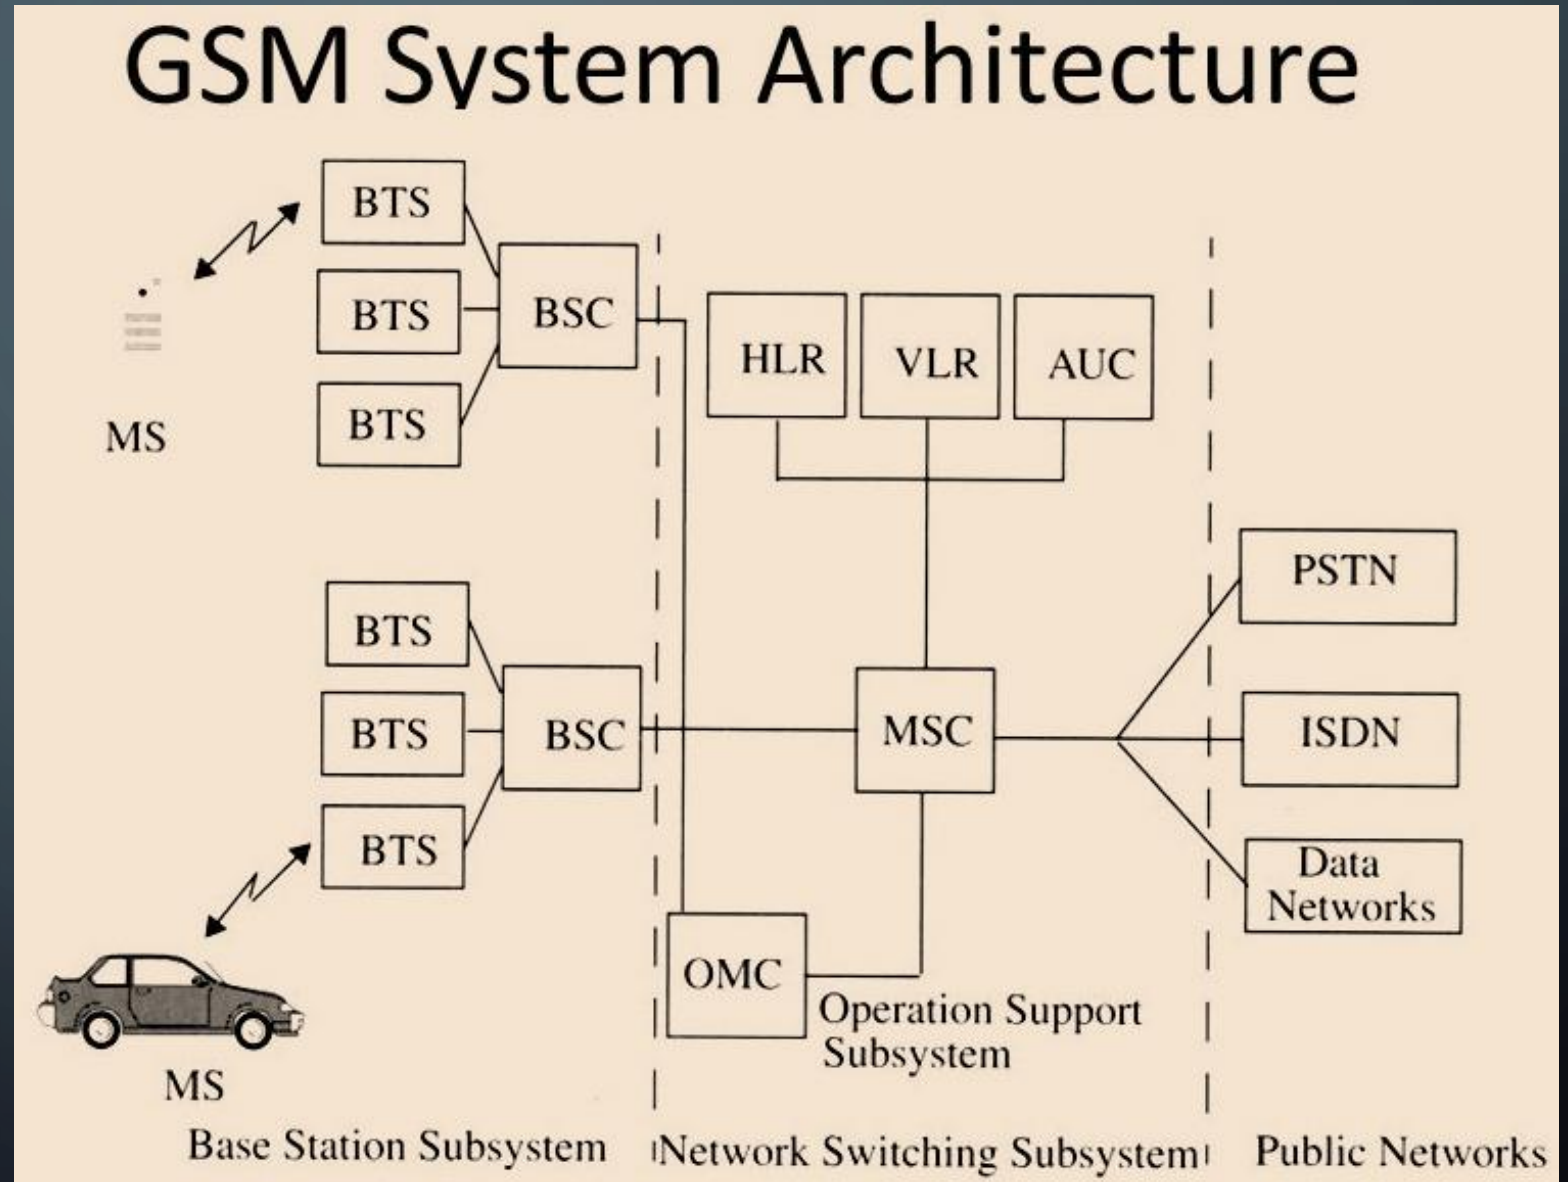 GSM System Architecture
BTS
BTS
BSC
BTS
MS
HLR
VLR
AUC
PSTN
BTS
BTS
BSC
MSC
ISDN
BTS
Data
Networks
OMC
Operation Support
Subsystem
MS
Base Station Subsystem
Network Switching Subsystem
Public Networks